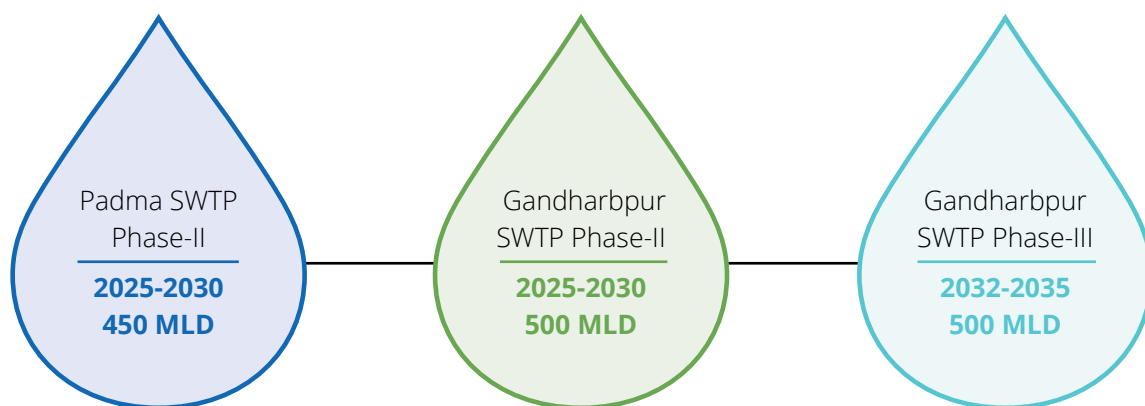 Padma SWTP
Phase-II
2025-2030
450 MLD
Gandharbpur
SWTP Phase-II
2025-2030
500 MLD
Gandharbpur
SWTP Phase-III
2032-2035
500 MLD